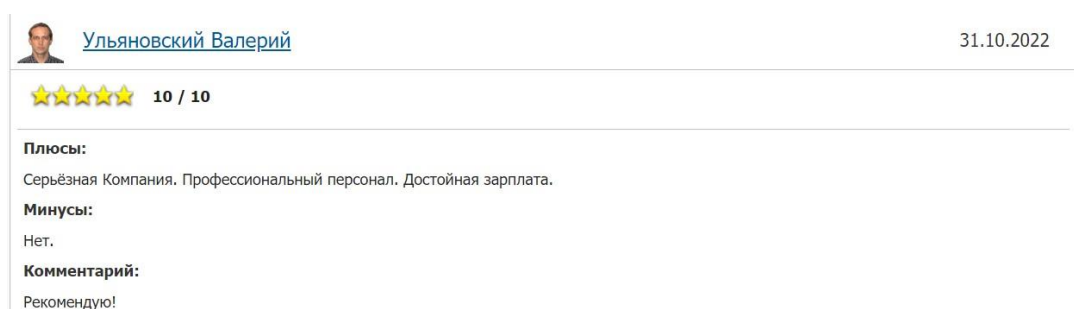 Ульяновский Валерий 31.10.2022
10 / 10
Плюсы:
Серьёзная Компания. Профессиональный персонал. Достойная зарплата.
Минусы:
Нет.
Комментарий:
Рекомендую!